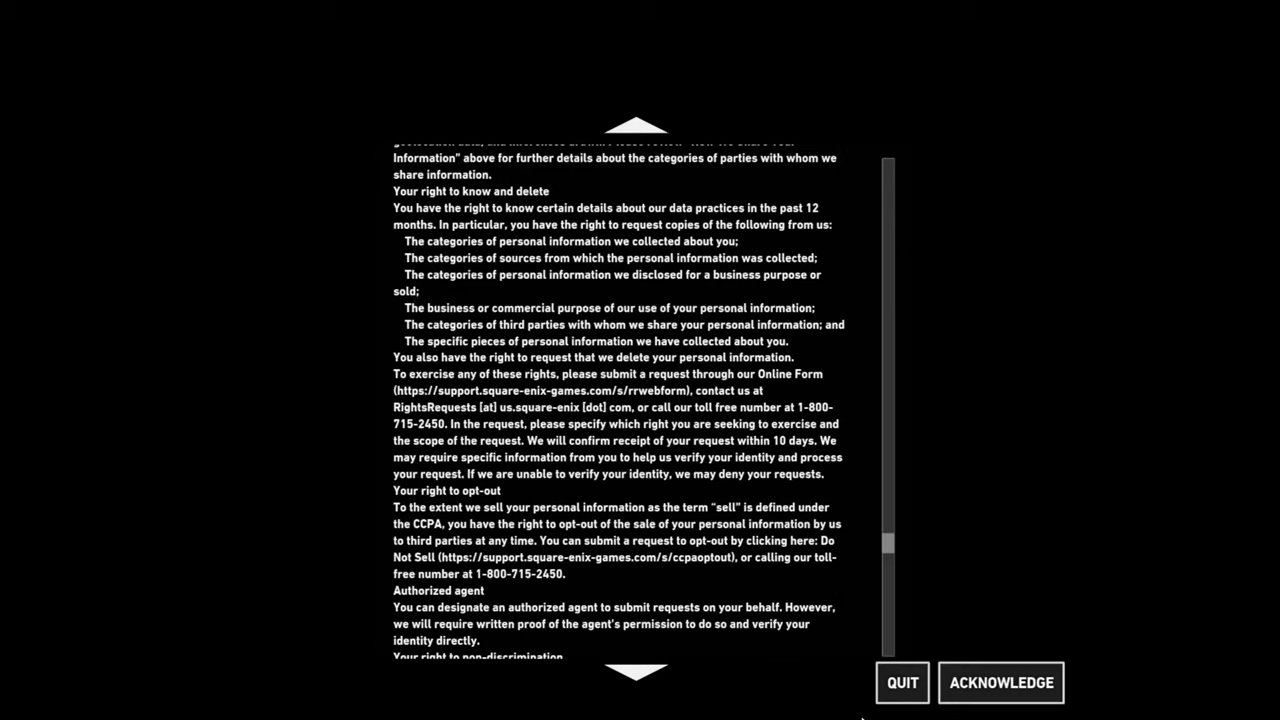 Information" above for further details about the categories of parties with whom we
share information.
Your right to know and delete
You have the right to know certain details about our data practices in the past 12
months. In particular, you have the right to request copies of the following from us:
The categories of personal information we collected about you;
The categories of sources from which the personal information was collected;
The categories of personal information we disclosed for a business purpose or
sold;
The business or commercial purpose of our use of your personal information;
The categories of third parties with whom we share your personal information; and
The specific pieces of personal information we have collected about you.
You also have the right to request that we delete your personal information.
To exercise any of these rights, please submit a request through our Online Form
(https://support.square-enix-games.com/s/rrwebform), contact us at
RightsRequests [at] us.square-enix [dot] com, or call our toll free number at 1-800-
715-2450. In the request, please specify which right you are seeking to exercise and
the scope of the request. We will confirm receipt of your request within 10 days. We
may require specific information from you to help us verify your identity and process
your request. If we are unable to verify your identity, we may deny your requests.
Your right to opt-out
To the extent we sell your personal information as the term “sell” is defined under
the CCPA, you have the right to opt-out of the sale of your personal information by us
to third parties at any time. You can submit a request to opt-out by clicking here: Do
Not Sell (https://support.square-enix-games.com/s/ccpaoptout), or calling our toll-
free number at 1-800-715-2450.
Authorized agent
You can designate an authorized agent to submit requests on your behalf. However,
we will require written proof of the agent's permission to do so and verify your
identity directly.
Your right to non-discrimination
QUIT
ACKNOWLEDGE